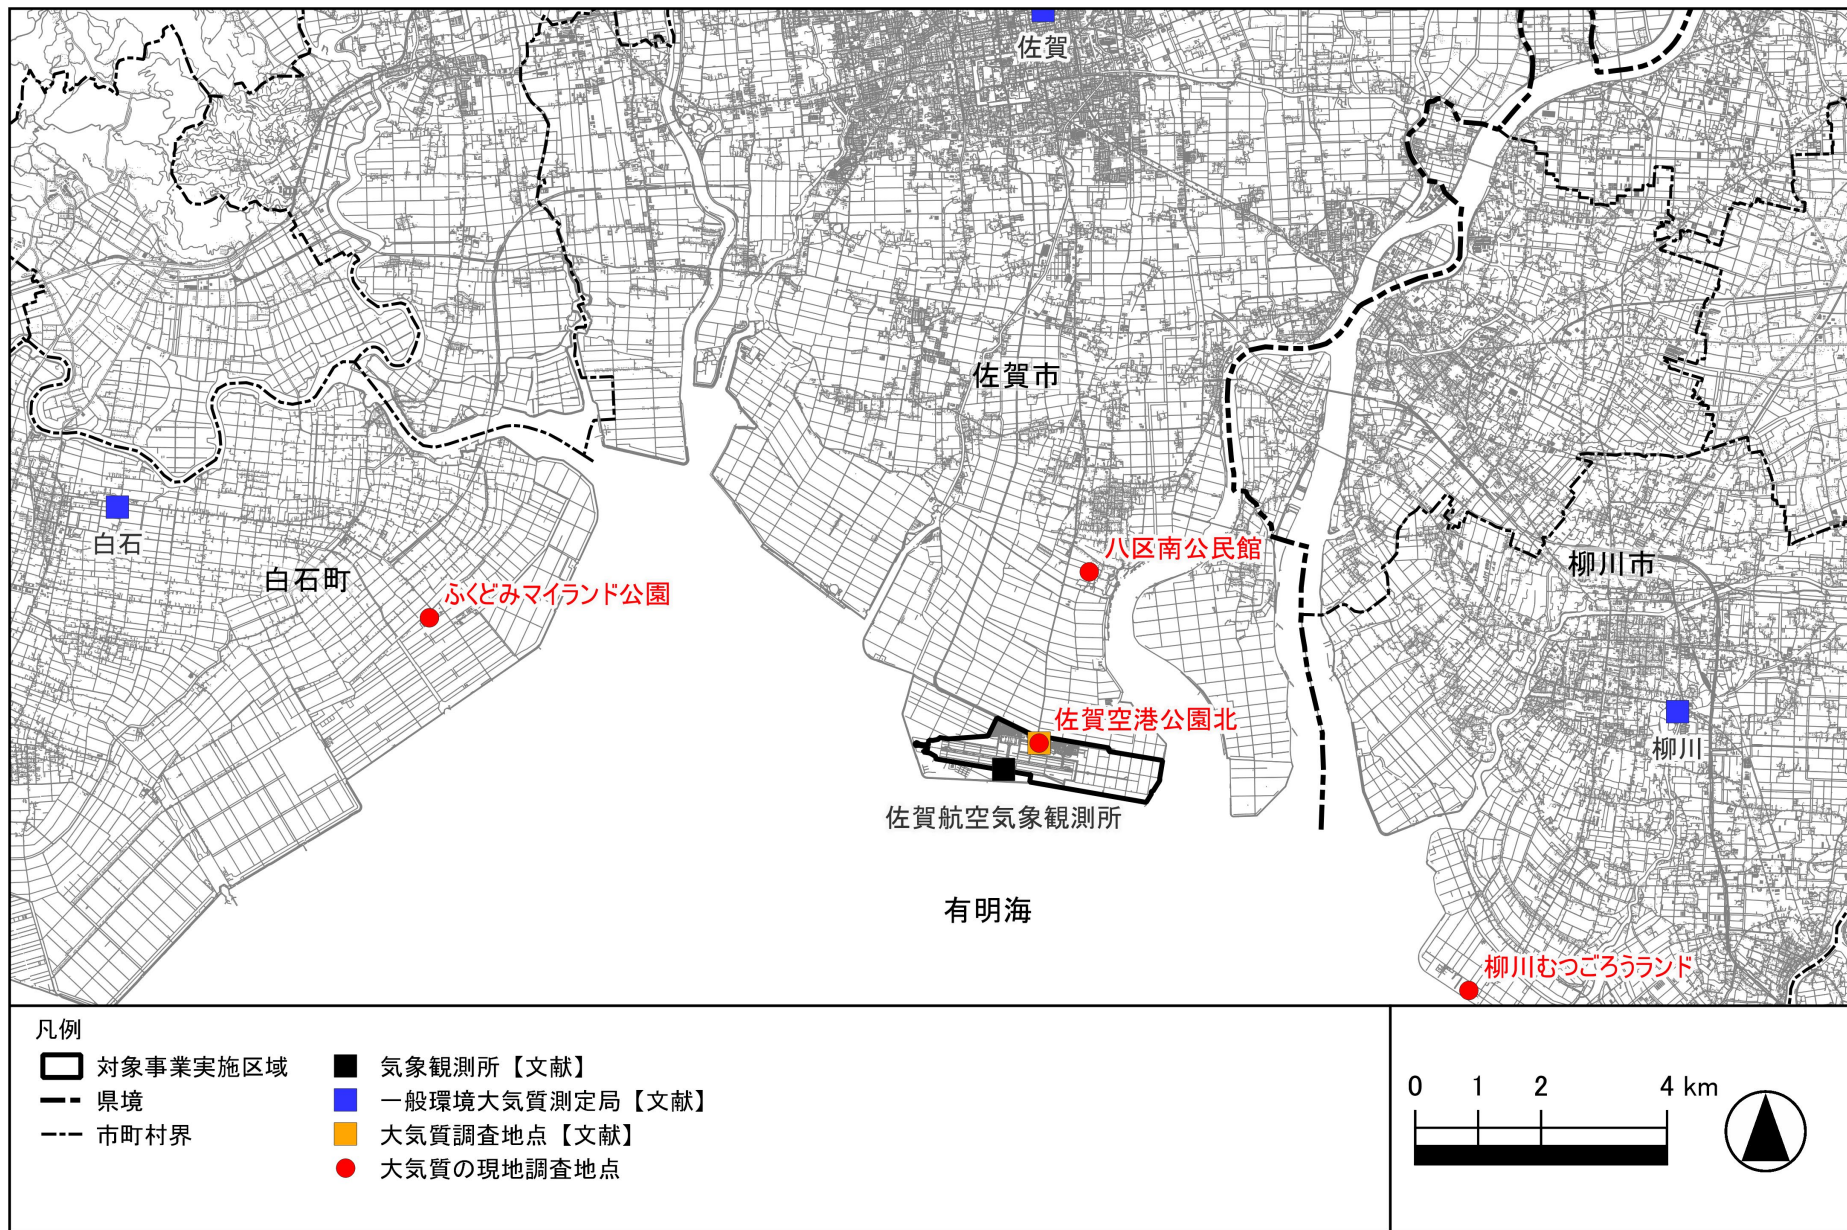 佐賀
佐賀市
白石
白石町
ふくどみマイランド公園
八区南公民館
柳川市
佐賀空港公園北
柳川
佐賀航空気象観測所
有明海
柳川むつごろうランド
凡例
対象事業実施区域
県境
市町村界
気象観測所【文献】
一般環境大気質測定局【文献】
大気質調査地点【文献】
大気質の現地調査地点
0 1 2 4 km